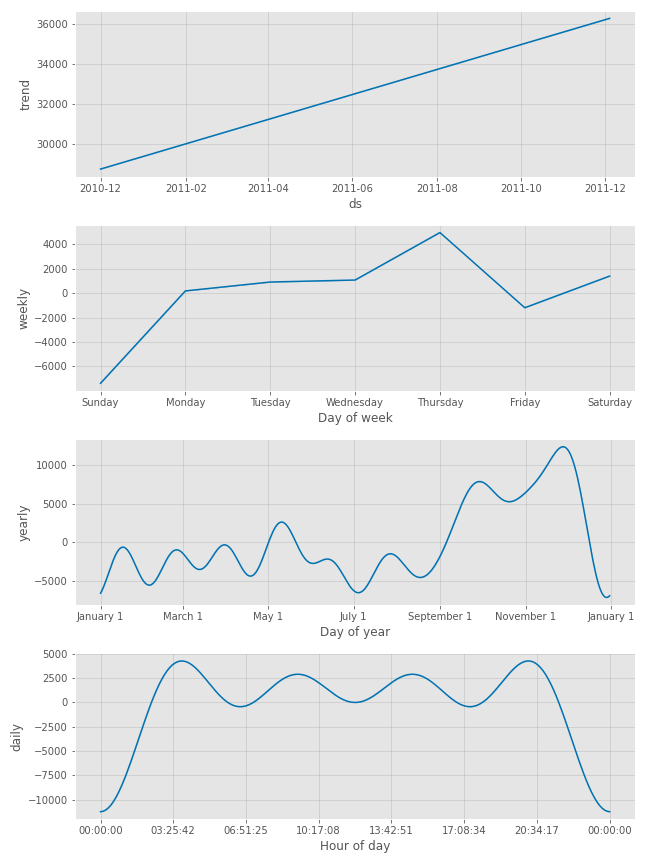 36000
34000
32000
30000
trend
2010-12 2011-02 2011-04 2011-06 2011-08 2011-10 2011-12
ds
4000
2000
0
−2000
−4000
−6000
weekly
Sunday Monday Tuesday Wednesday Thursday Friday Saturday
Day of week
10000
5000
0
−5000
yearly
January 1 March 1 May 1 July 1 September 1 November 1 January 1
Day of year
5000
2500
0
−2500
−5000
−7500
−10000
daily
00:00:00 03:25:42 06:51:25 10:17:08 13:42:51 17:08:34 20:34:17 00:00:00
Hour of day